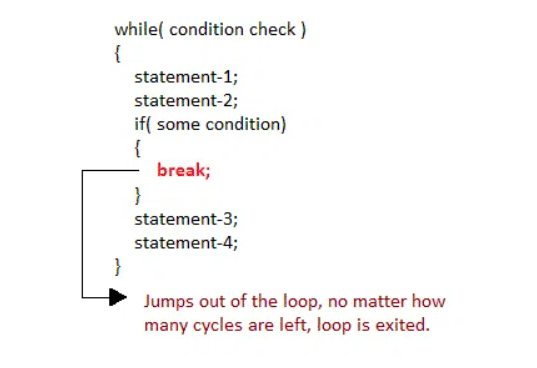 while( condition check )
{
statement-1;
statement-2;
if( some condition)
{
break;
}
statement-3;
statement-4;
}
Jumps out of the loop, no matter how
many cycles are left, loop is exited.